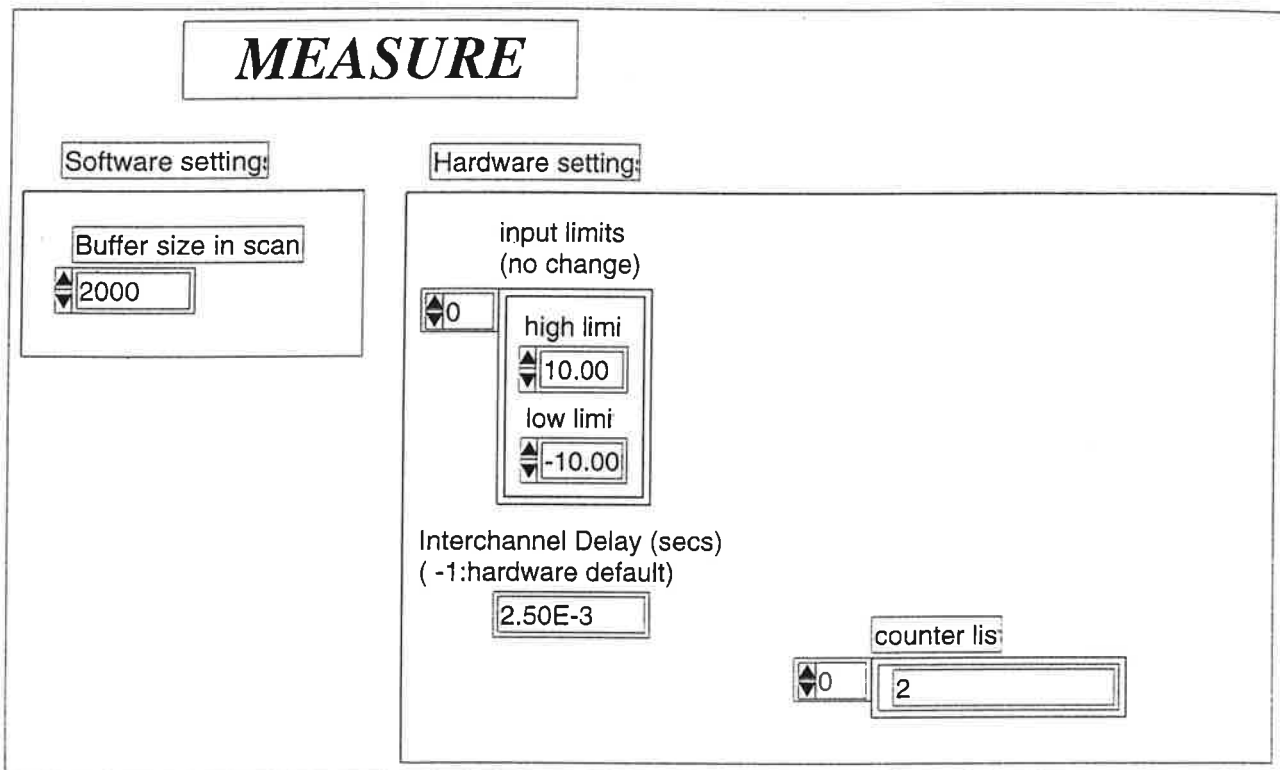 MEASURE
Software setting
Hardware setting
Buffer size in scan
2000
input limits
(no change)
0
high limi
10.00
low limi
-10.00
Interchannel Delay (secs)
( -1:hardware default)
2.50E-3
counter lis
0
2